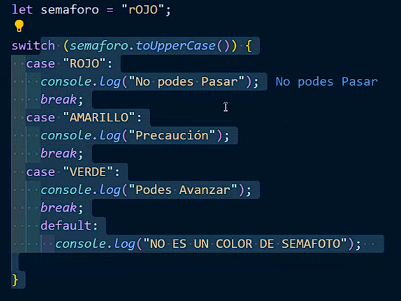 let semaforo = "rOJO";
switch (semaforo.toUpperCase()) {
case "ROJO":
console.log("No podes Pasar"); No podes Pasar
break;
case "AMARILLO":
console.log("Precaución");
break;
case "VERDE":
console.log("Podes Avanzar");
break;
default:
console.log("NO ES UN COLOR DE SEMAFOTO");
}